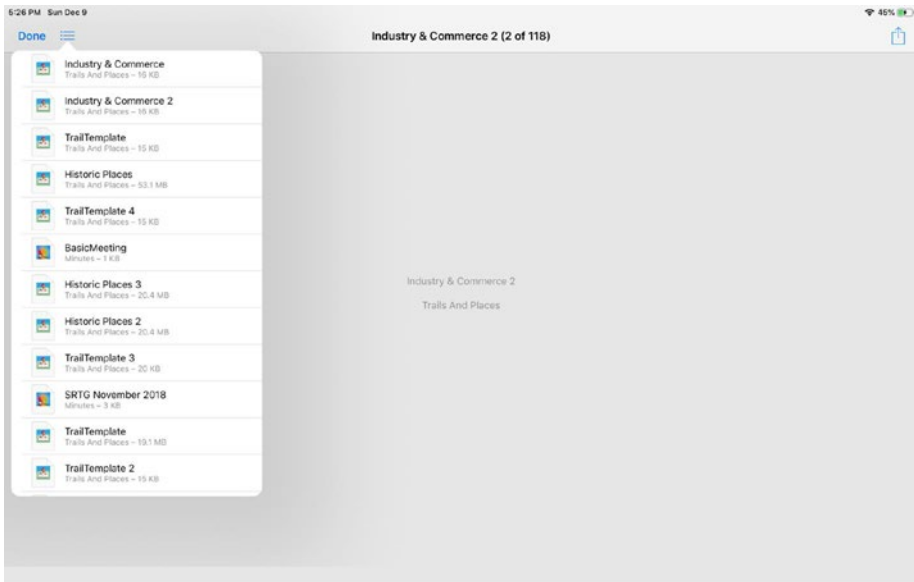 5:26 PM Sun Dec 9
45%
Done
Industry & Commerce 2 (2 of 118)
Industry & Commerce
Trails And Places – 16 KB
Industry & Commerce 2
Trails And Places – 16 KB
TrailTemplate
Trails And Places – 15 KB
Historic Places
Trails And Places – 53.1 MB
TrailTemplate 4
Trails And Places – 15 KB
BasicMeeting
Minutes – 1 KB
Historic Places 3
Trails And Places – 20.4 MB
Historic Places 2
Trails And Places – 20.4 MB
TrailTemplate 3
Trails And Places – 20 KB
SRTG November 2018
Minutes – 3 KB
TrailTemplate
Trails And Places – 19.1 MB
TrailTemplate 2
Trails And Places – 15 KB
Industry & Commerce 2
Trails And Places